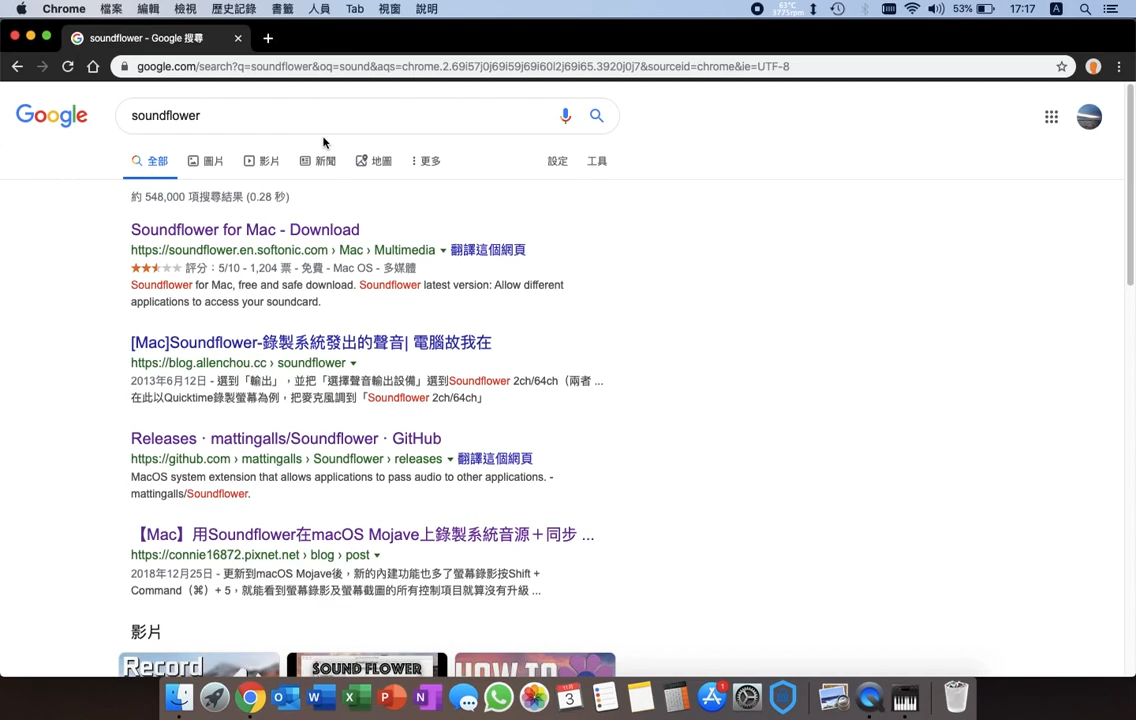 Chrome 檔案 編輯 檢視 歷史記錄 書籤 人員 Tab 視窗 說明 63°C 3775rpm 53% 17:17 A
soundflower - Google 搜尋
google.com/search?q=soundflower&oq=sound&aqs=chrome.2.69i57j0j69i59j69i60l2j69i65.3920j0j7&sourceid=chrome&ie=UTF-8
Google soundflower
全部 圖片 影片 新聞 地圖 更多 設定 工具
約 548,000 項搜尋結果 (0.28 秒)
Soundflower for Mac - Download
https://soundflower.en.softonic.com › Mac › Multimedia 翻譯這個網頁
評分：5/10 - 1,204 票 - 免費 - Mac OS - 多媒體
Soundflower for Mac, free and safe download. Soundflower latest version: Allow different
applications to access your soundcard.
[Mac]Soundflower-錄製系統發出的聲音| 電腦故我在
https://blog.allenchou.cc › soundflower
2013年6月12日 - 選到「輸出」，並把「選擇聲音輸出設備」選到Soundflower 2ch/64ch（兩者 ...
在此以Quicktime錄製螢幕為例，把麥克風調到「Soundflower 2ch/64ch」
Releases · mattingalls/Soundflower · GitHub
https://github.com › mattingalls › Soundflower › releases 翻譯這個網頁
MacOS system extension that allows applications to pass audio to other applications. -
mattingalls/Soundflower.
【Mac】用Soundflower在macOS Mojave上錄製系統音源＋同步 ...
https://connie16872.pixnet.net › blog › post
2018年12月25日 - 更新到macOS Mojave後，新的內建功能也多了螢幕錄影按Shift +
Command（⌘）+ 5，就能看到螢幕錄影及螢幕截圖的所有控制項目就算沒有升級 ...
影片
Record SOUND FLOWER HOW TO
11月 3 1